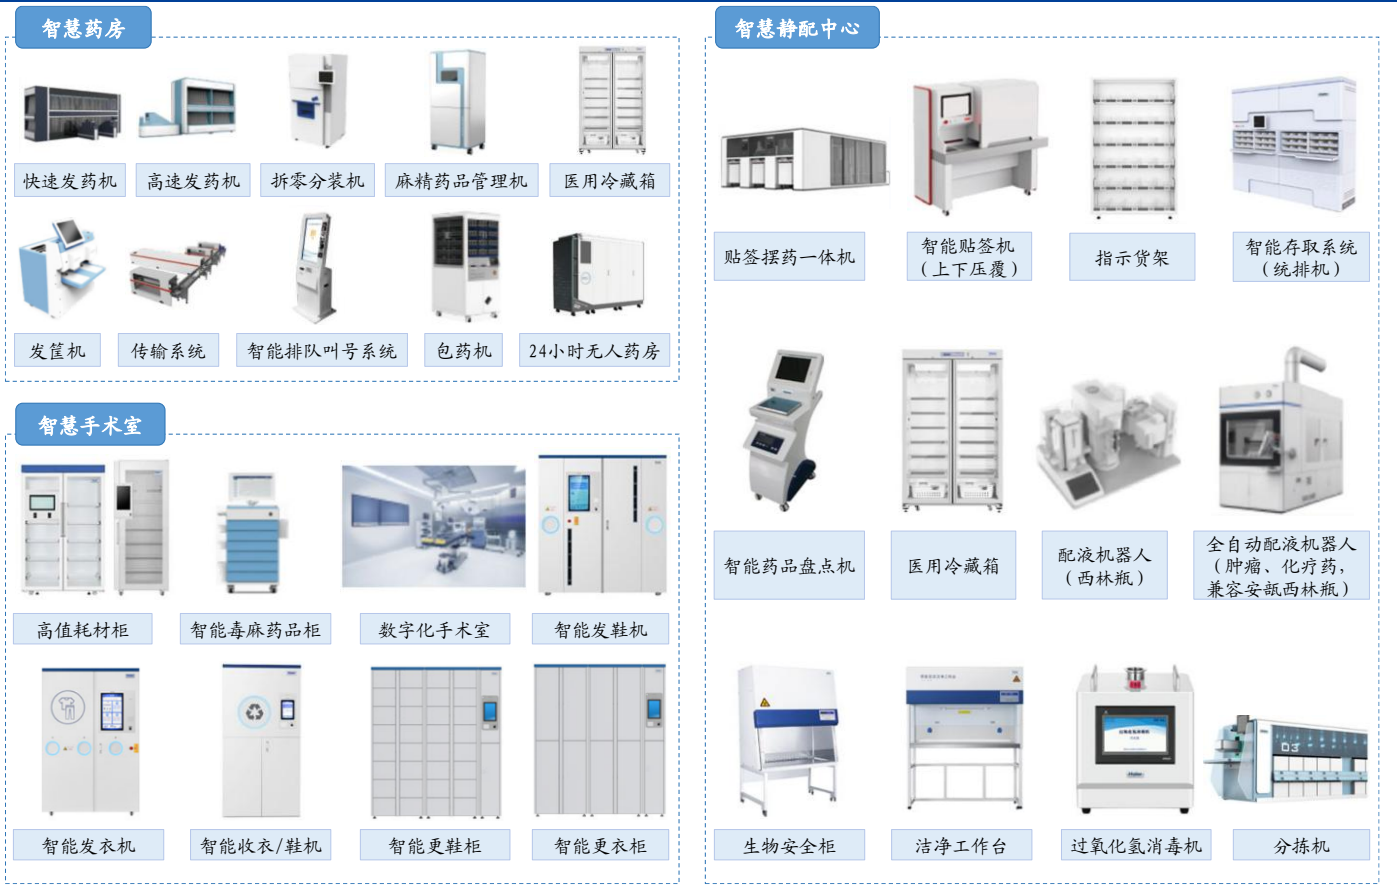 智慧药房
快速发药机
高速发药机
拆零分装机
麻精药品管理机
医用冷藏箱
发筐机
传输系统
智能排队叫号系统
包药机
24小时无人药房
智慧手术室
高值耗材柜
智能毒麻药品柜
数字化手术室
智能发鞋机
智能发衣机
智能收衣/鞋机
智能更鞋柜
智能更衣柜
智慧静配中心
贴签摆药一体机
智能贴签机
（上下压覆）
指示货架
智能存取系统
（统排机）
智能药品盘点机
医用冷藏箱
配液机器人
（西林瓶）
全自动配液机器人
（肿瘤、化疗药，
兼容安瓿西林瓶）
Haier
03
生物安全柜
洁净工作台
过氧化氢消毒机
分拣机